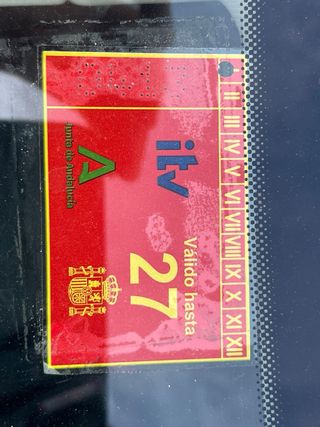 II III IV V VI VII VIII IX X XI XII
itv
Válido hasta
27
Junta de Andalucía